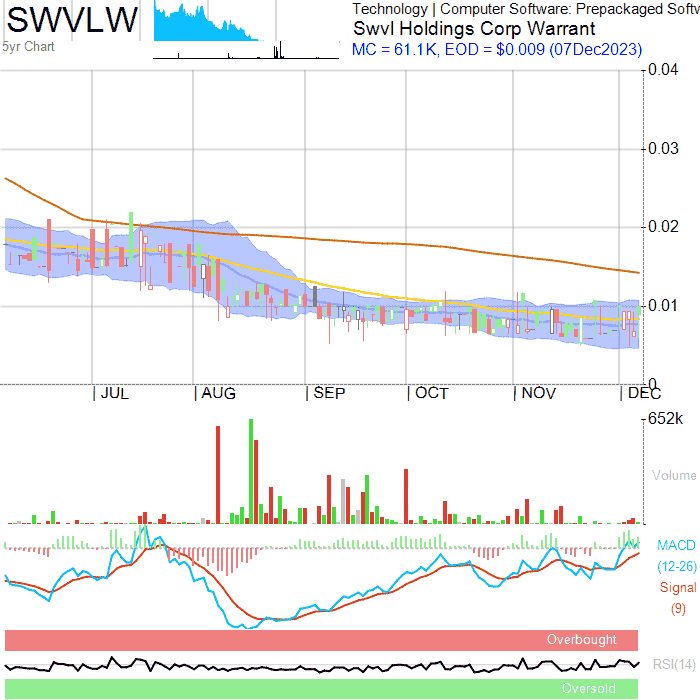 SWVLW
5yr Chart
Technology | Computer Software: Prepackaged Softw
Swvl Holdings Corp Warrant
MC = 61.1K, EOD = $0.009 (07Dec2023)
0.04
0.03
0.02
0.01
0
JUL
AUG
SEP
OCT
NOV
DEC
652k
Volume
MACD
(12-26)
Signal
(9)
Overbought
RSI(14)
Oversold